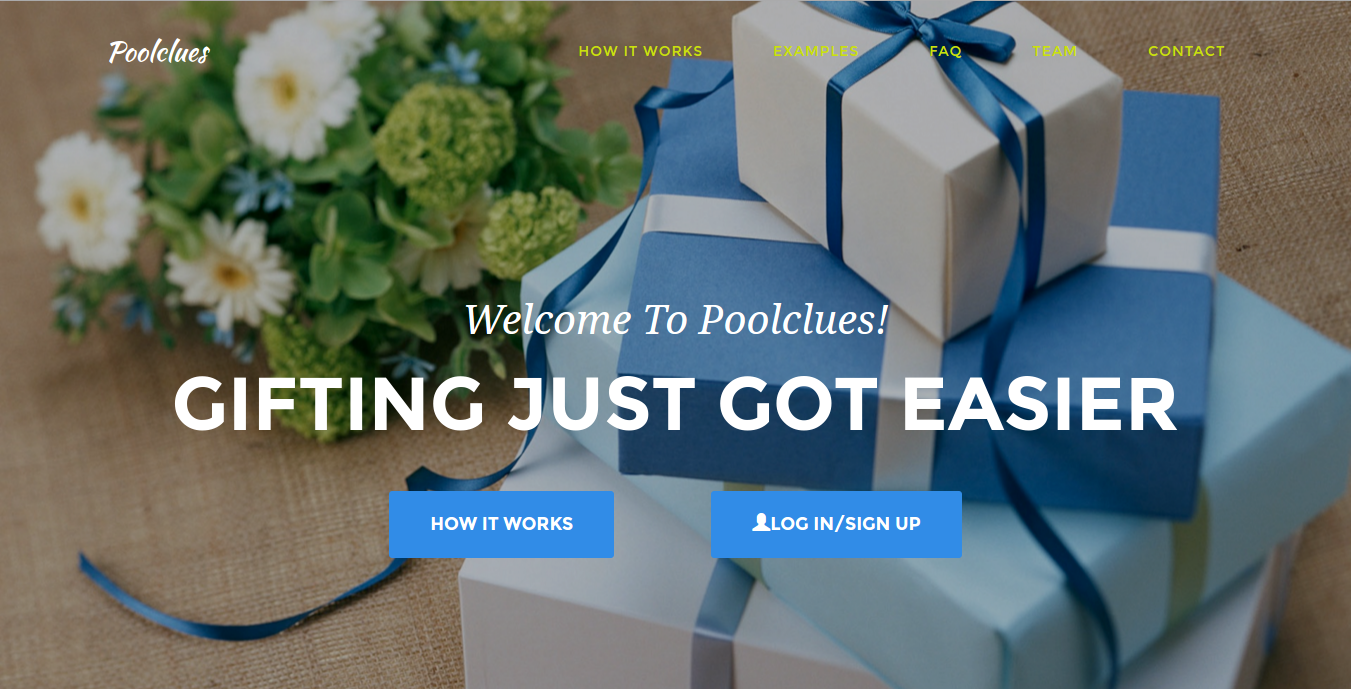 Poolclues
HOW IT WORKS EXAMPLES FAQ TEAM CONTACT
Welcome To Poolclues!
GIFTING JUST GOT EASIER
HOW IT WORKS
LOG IN/SIGN UP